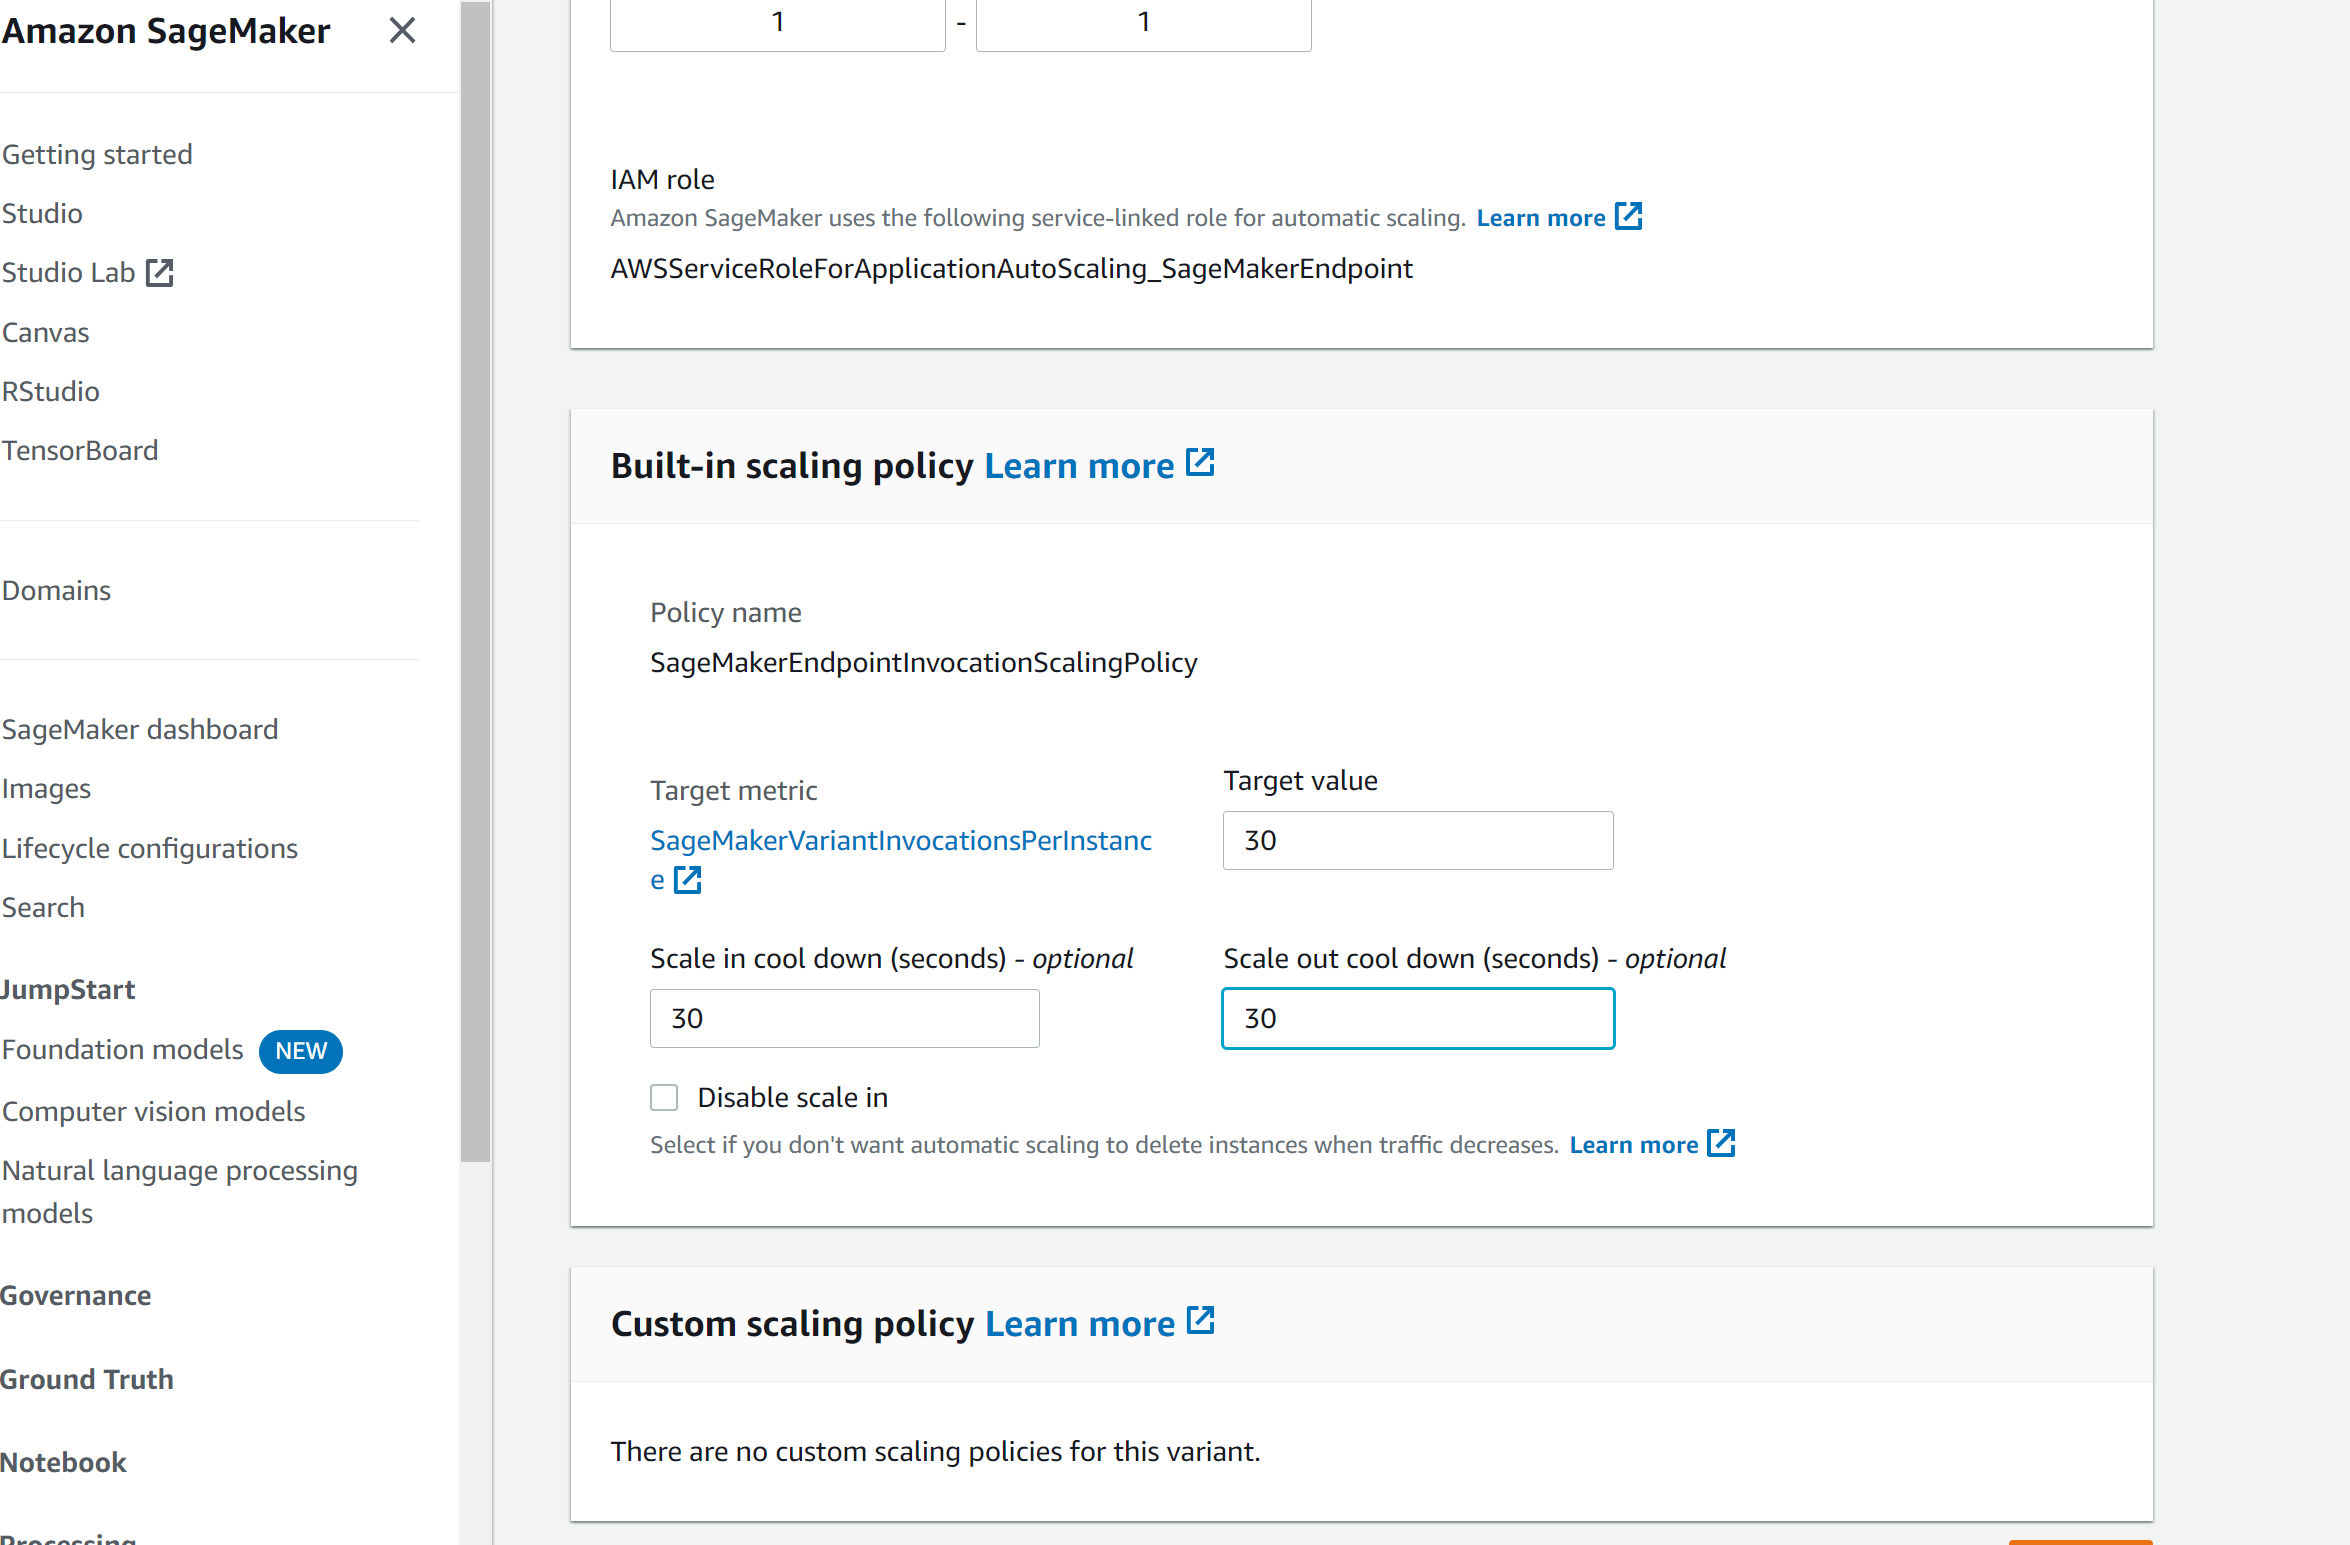 Amazon SageMaker
Getting started
Studio
Studio Lab
Canvas
RStudio
TensorBoard
Domains
SageMaker dashboard
Images
Lifecycle configurations
Search
JumpStart
Foundation models NEW
Computer vision models
Natural language processing
models
Governance
Ground Truth
Notebook
Processing
1 - 1
IAM role
Amazon SageMaker uses the following service-linked role for automatic scaling. Learn more
AWSServiceRoleForApplicationAutoScaling_SageMakerEndpoint
Built-in scaling policy Learn more
Policy name
SageMakerEndpointInvocationScalingPolicy
Target metric
SageMakerVariantInvocationsPerInstanc
e
Target value
30
Scale in cool down (seconds) - optional
30
Scale out cool down (seconds) - optional
30
Disable scale in
Select if you don't want automatic scaling to delete instances when traffic decreases. Learn more
Custom scaling policy Learn more
There are no custom scaling policies for this variant.